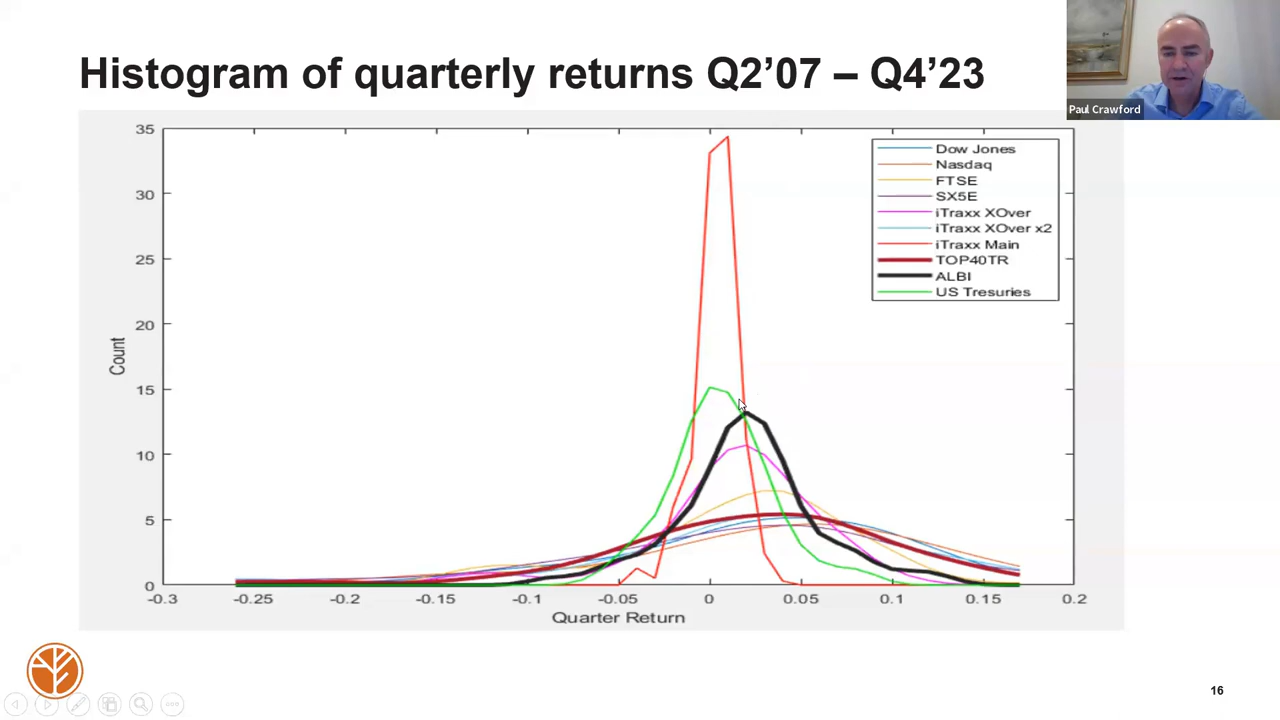 Histogram of quarterly returns Q2’07 – Q4’23
Paul Crawford
35
30
25
20
15
10
5
0
Count
-0.3 -0.25 -0.2 -0.15 -0.1 -0.05 0 0.05 0.1 0.15 0.2
Quarter Return
Dow Jones
Nasdaq
FTSE
SX5E
iTraxx XOver
iTraxx XOver x2
iTraxx Main
TOP40TR
ALBI
US Tresuries
16